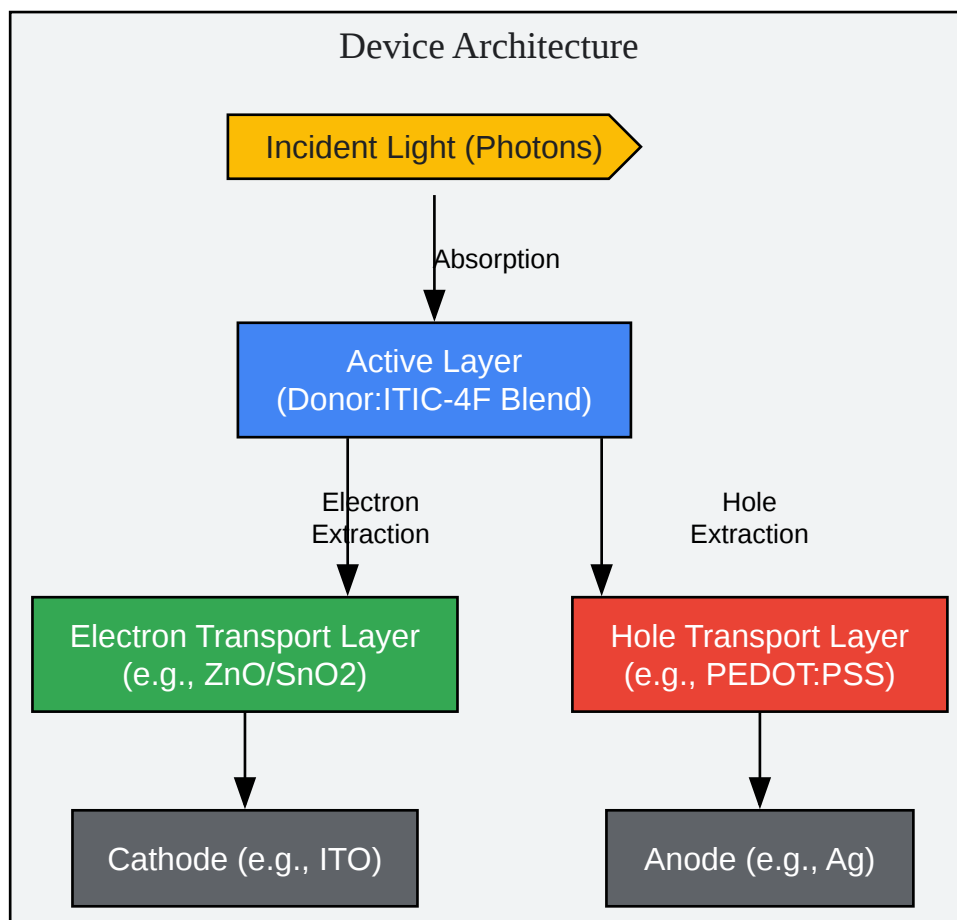 Device Architecture
Incident Light (Photons)
Absorption
Active Layer
(Donor:ITIC-4F Blend)
Electron
Extraction
Hole
Extraction
Electron Transport Layer
(e.g., ZnO/SnO2)
Hole Transport Layer
(e.g., PEDOT:PSS)
Cathode (e.g., ITO)
Anode (e.g., Ag)